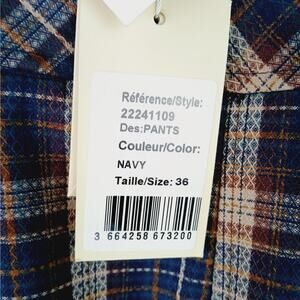 Référence/Style:
22241109
Des:PANTS
Couleur/Color:
NAVY
Taille/Size: 36
3 664258 673200